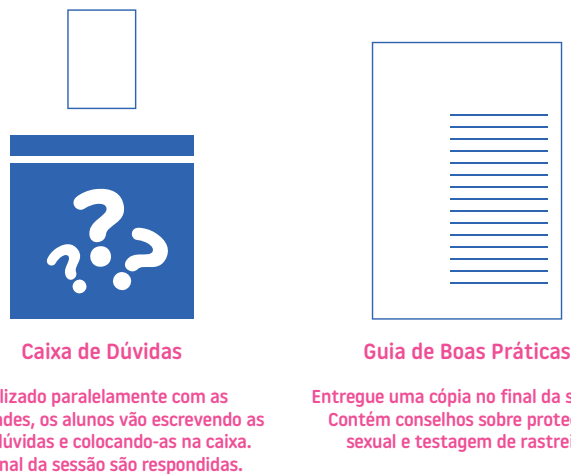 Caixa de Dúvidas
lizado paralelamente com as
des, os alunos vão escrevendo as
dúvidas e colocando-as na caixa.
nal da sessão são respondidas.
Guia de Boas Práticas
Entregue uma cópia no final da s
Contém conselhos sobre prote
sexual e testagem de rastrei